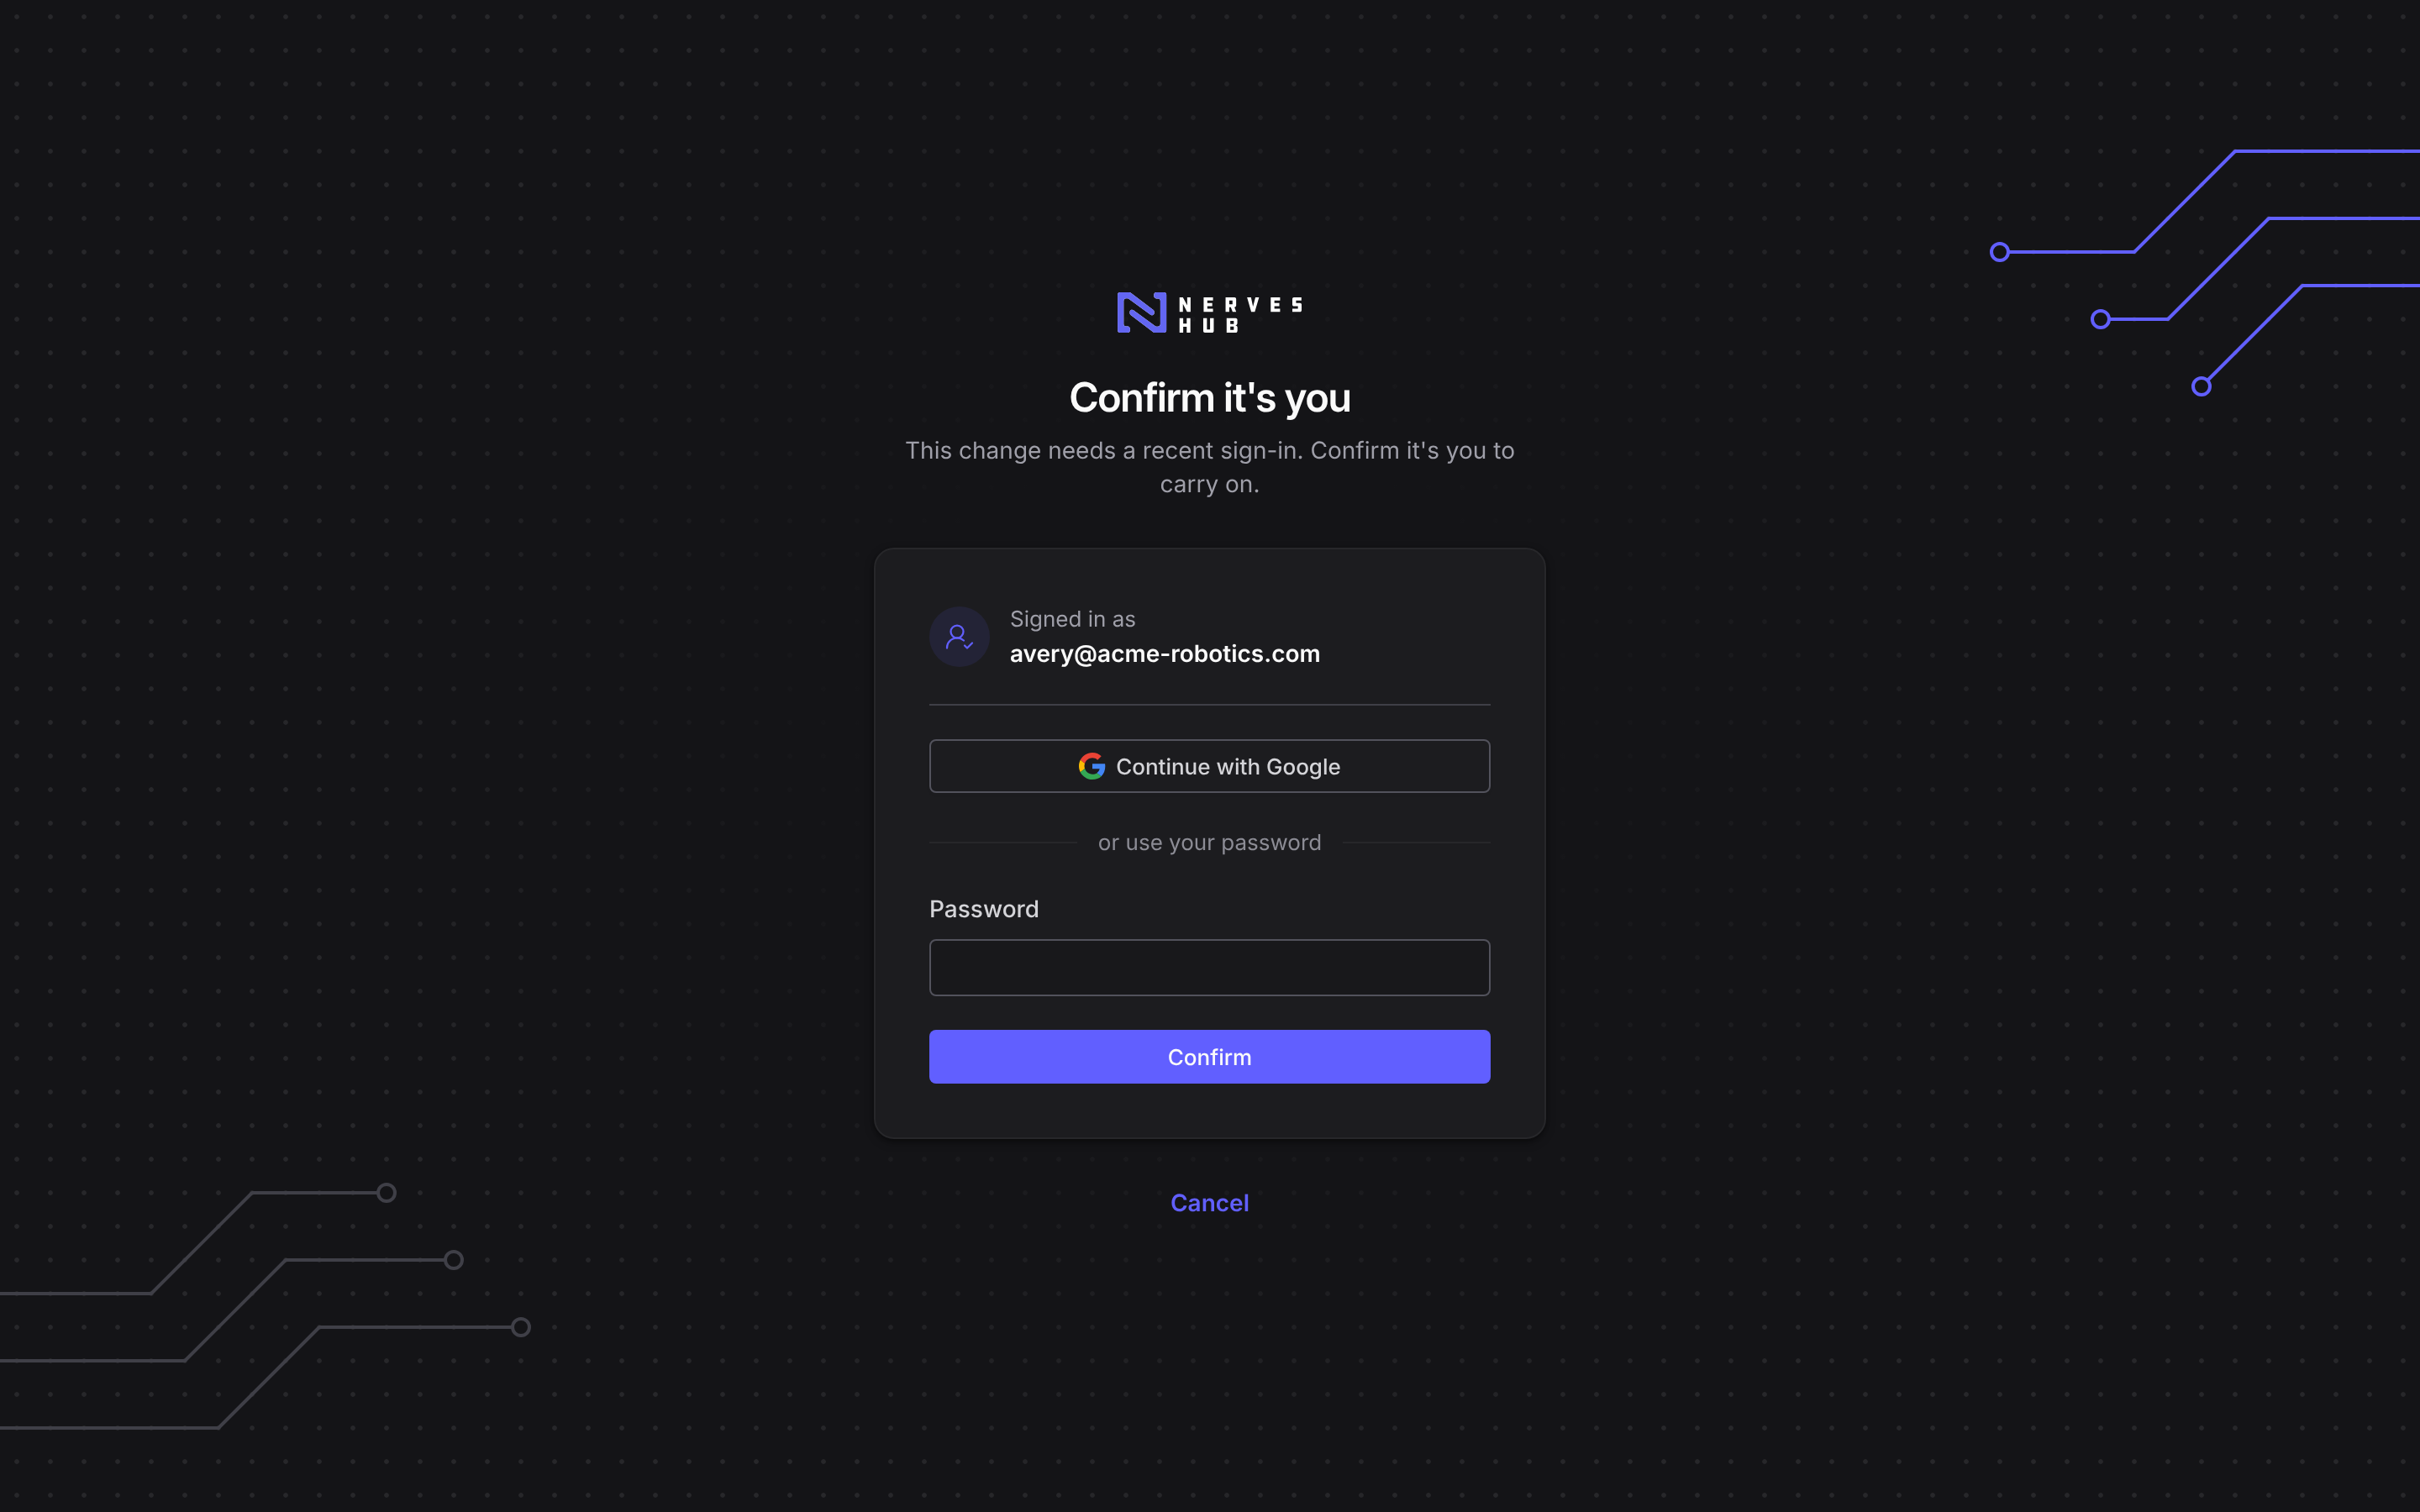 NERVES
HUB
Confirm it's you
This change needs a recent sign-in. Confirm it's you to
carry on.
Signed in as
avery@acme-robotics.com
Continue with Google
or use your password
Password
Confirm
Cancel